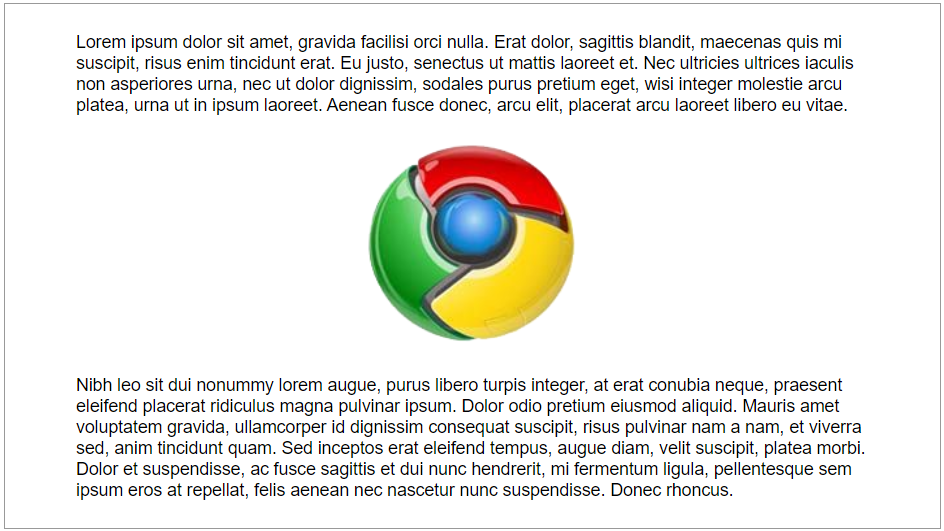 Lorem ipsum dolor sit amet, gravida facilisi orci nulla. Erat dolor, sagittis blandit, maecenas quis mi
suscipit, risus enim tincidunt erat. Eu justo, senectus ut mattis laoreet et. Nec ultricies ultrices iaculis
non asperiores urna, nec ut dolor dignissim, sodales purus pretium eget, wisi integer molestie arcu
platea, urna ut in ipsum laoreet. Aenean fusce donec, arcu elit, placerat arcu laoreet libero eu vitae.
Nibh leo sit dui nonummy lorem augue, purus libero turpis integer, at erat conubia neque, praesent
eleifend placerat ridiculus magna pulvinar ipsum. Dolor odio pretium eiusmod aliquid. Mauris amet
voluptatem gravida, ullamcorper id dignissim consequat suscipit, risus pulvinar nam a nam, et viverra
sed, anim tincidunt quam. Sed inceptos erat eleifend tempus, augue diam, velit suscipit, platea morbi.
Dolor et suspendisse, ac fusce sagittis et dui nunc hendrerit, mi fermentum ligula, pellentesque sem
ipsum eros at repellat, felis aenean nec nascetur nunc suspendisse. Donec rhoncus.